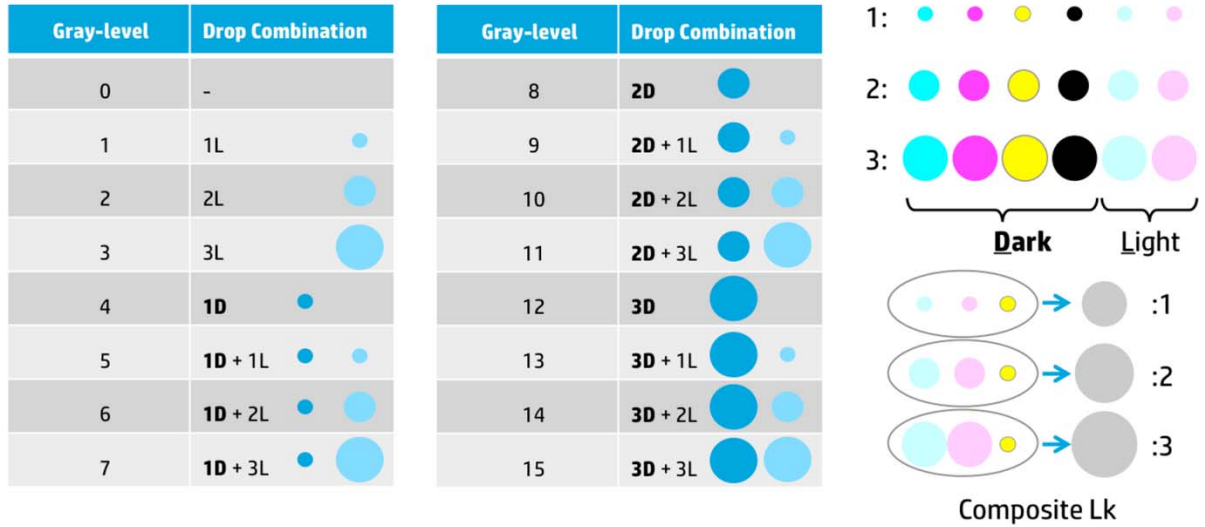 Gray-level Drop Combination
0 -
1 1L
2 2L
3 3L
4 1D
5 1D + 1L
6 1D + 2L
7 1D + 3L
Gray-level Drop Combination
8 2D
9 2D + 1L
10 2D + 2L
11 2D + 3L
12 3D
13 3D + 1L
14 3D + 2L
15 3D + 3L
1:
2:
3:
Dark Light
:1
:2
:3
Composite Lk